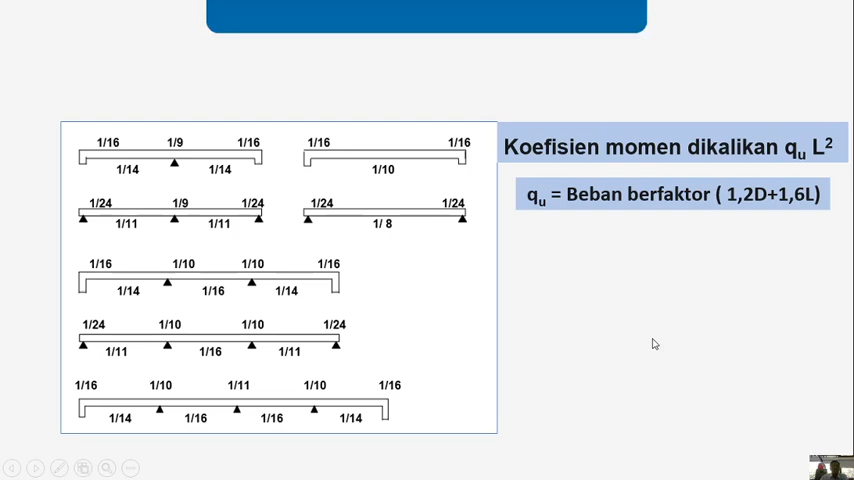 1/16 1/9 1/16
1/14 1/14
1/16 1/16
1/10
1/24 1/9 1/24
1/11 1/11
1/24 1/24
1/ 8
1/16 1/10 1/10 1/16
1/14 1/16 1/14
1/24 1/10 1/10 1/24
1/11 1/16 1/11
1/16 1/10 1/11 1/10 1/16
1/14 1/16 1/16 1/14
Koefisien momen dikalikan qu L²
qu = Beban berfaktor ( 1,2D+1,6L)